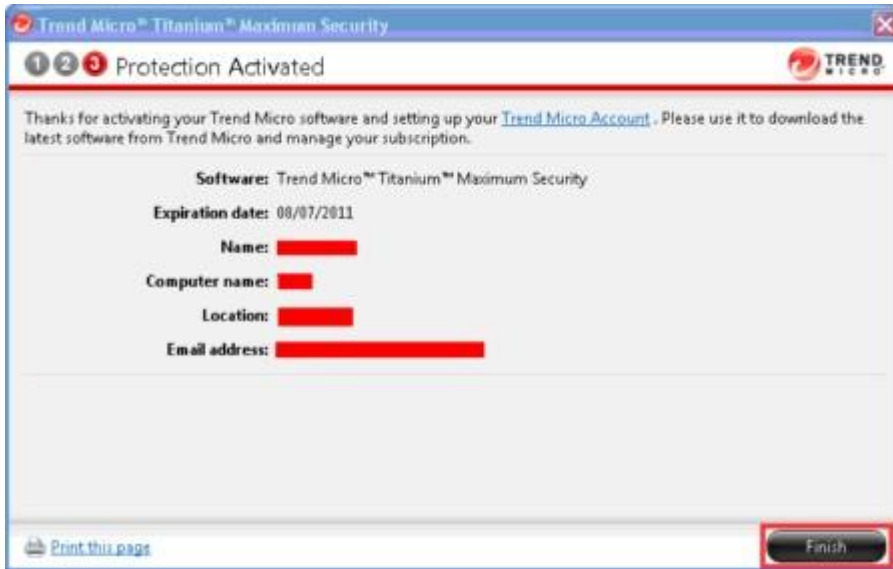 Trend Micro™ Titanium™ Maximum Security
1 2 3 Protection Activated
TREND MICRO
Thanks for activating your Trend Micro software and setting up your Trend Micro Account . Please use it to download the
latest software from Trend Micro and manage your subscription.
Software: Trend Micro™ Titanium™ Maximum Security
Expiration date: 08/07/2011
Name:
Computer name:
Location:
Email address:
Print this page
Finish